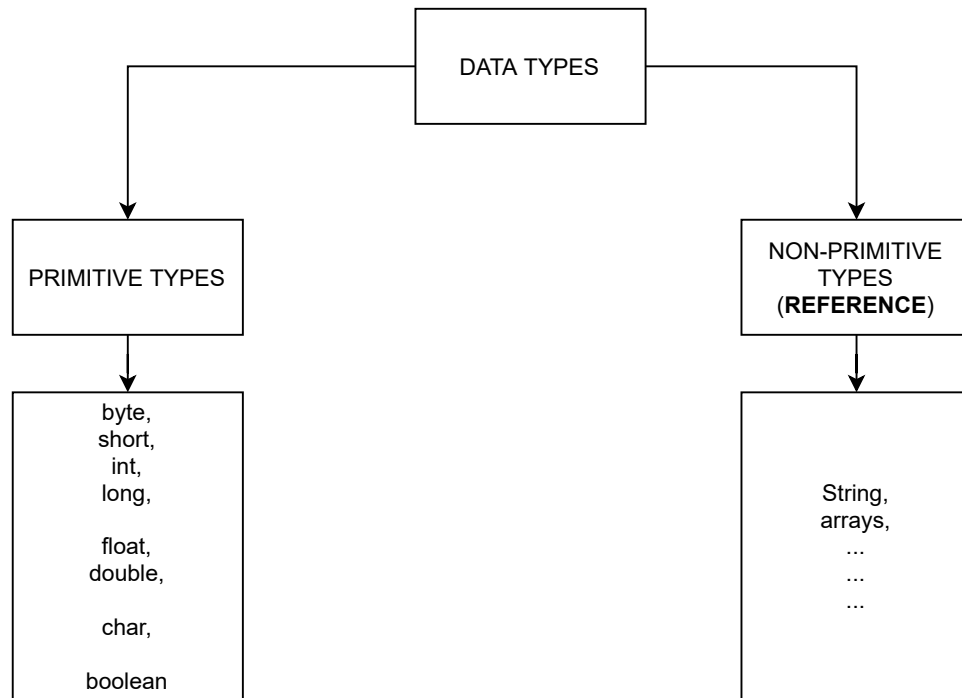 DATA TYPES
PRIMITIVE TYPES
NON-PRIMITIVE
TYPES
(REFERENCE)
byte,
short,
int,
long,
float,
double,
char,
boolean
String,
arrays,
...
...
...